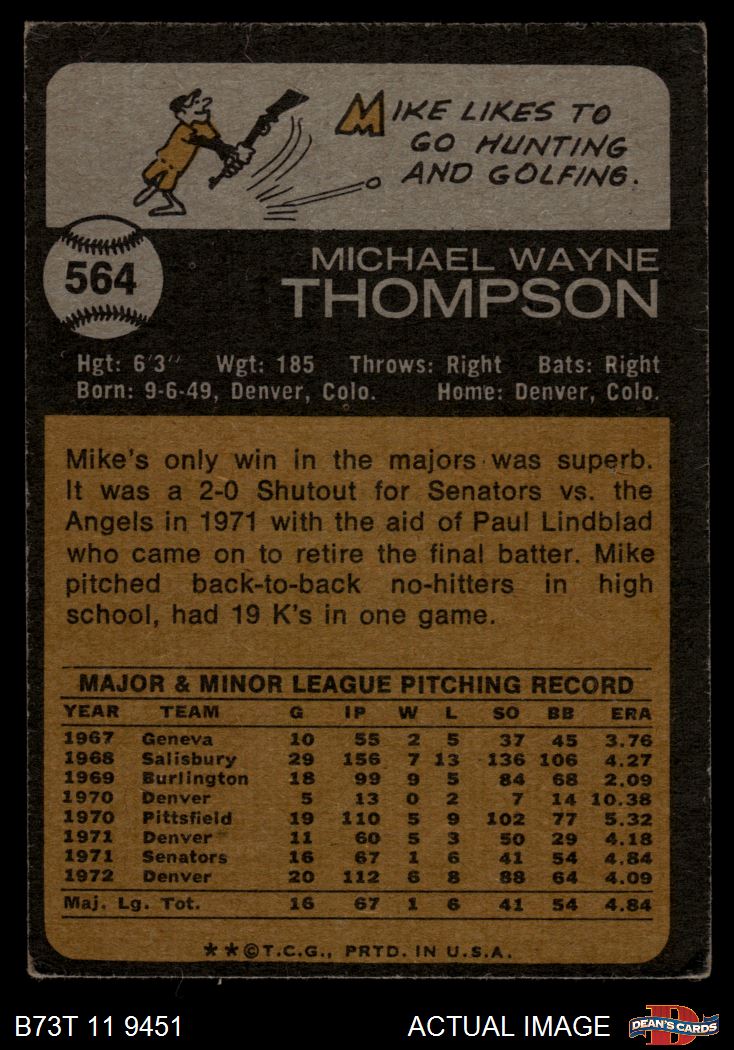 MIKE LIKES TO
GO HUNTING
AND GOLFING.
564
MICHAEL WAYNE
THOMPSON
Hgt: 6'3" Wgt: 185 Throws: Right Bats: Right
Born: 9-6-49, Denver, Colo. Home: Denver, Colo.
Mike's only win in the majors was superb.
It was a 2-0 Shutout for Senators vs. the
Angels in 1971 with the aid of Paul Lindblad
who came on to retire the final batter. Mike
pitched back-to-back no-hitters in high
school, had 19 K's in one game.
MAJOR & MINOR LEAGUE PITCHING RECORD
YEAR TEAM G IP W L SO BB ERA
1967 Geneva 10 55 2 5 37 45 3.76
1968 Salisbury 29 156 7 13 136 106 4.27
1969 Burlington 18 99 9 5 84 68 2.09
1970 Denver 5 13 0 2 7 14 10.38
1970 Pittsfield 19 110 5 9 102 77 5.32
1971 Denver 11 60 5 3 50 29 4.18
1971 Senators 16 67 1 6 41 54 4.84
1972 Denver 20 112 6 8 88 64 4.09
Maj. Lg. Tot. 16 67 1 6 41 54 4.84
**©T.C.G., PRTD. IN U.S.A.
B73T 11 9451 ACTUAL IMAGE
D
DEAN'S CARDS